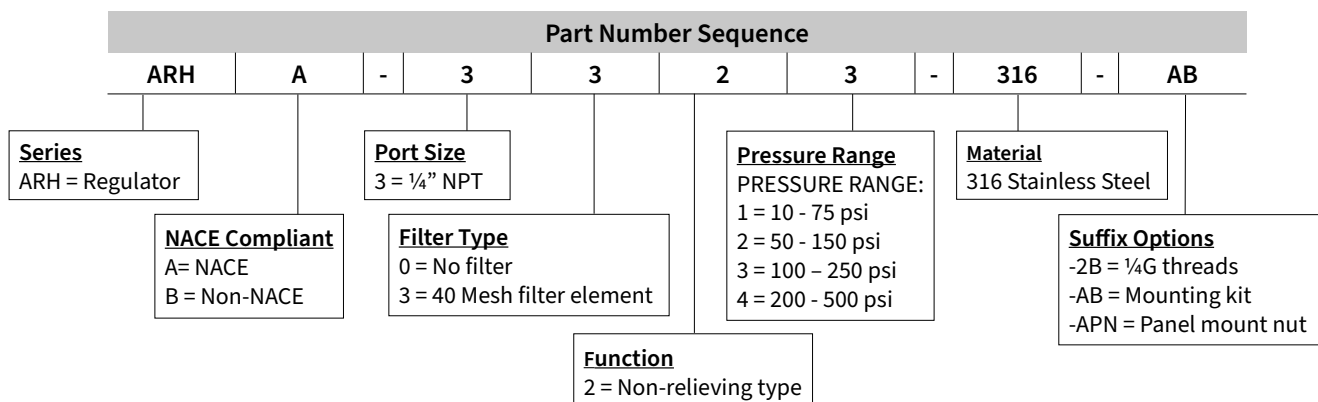 Part Number Sequence
ARH A - 3 3 2 3 - 316 - AB
Series
ARH = Regulator
NACE Compliant
A= NACE
B = Non-NACE
Port Size
3 = ¼” NPT
Filter Type
0 = No filter
3 = 40 Mesh filter element
Function
2 = Non-relieving type
Pressure Range
PRESSURE RANGE:
1 = 10 - 75 psi
2 = 50 - 150 psi
3 = 100 – 250 psi
4 = 200 - 500 psi
Material
316 Stainless Steel
Suffix Options
-2B = ¼G threads
-AB = Mounting kit
-APN = Panel mount nut